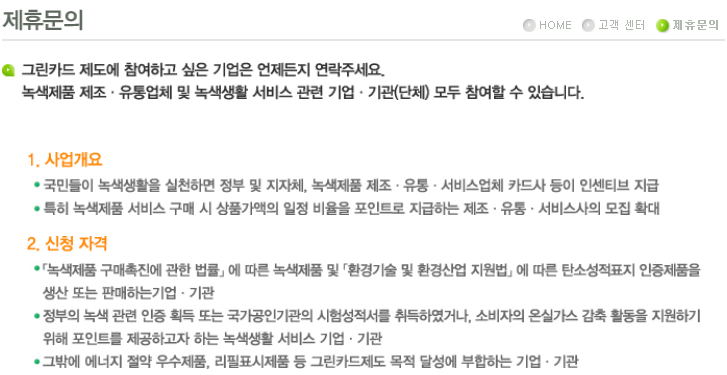 제휴문의
HOME 고객 센터 제휴문의
그린카드 제도에 참여하고 싶은 기업은 언제든지 연락주세요.
녹색제품 제조 · 유통업체 및 녹색생활 서비스 관련 기업 · 기관(단체) 모두 참여할 수 있습니다.
1. 사업개요
• 국민들이 녹색생활을 실천하면 정부 및 지자체, 녹색제품 제조 · 유통 · 서비스업체 카드사 등이 인센티브 지급
• 특히 녹색제품 서비스 구매 시 상품가액의 일정 비율을 포인트로 지급하는 제조 · 유통 · 서비스사의 모집 확대
2. 신청 자격
•「녹색제품 구매촉진에 관한 법률」에 따른 녹색제품 및 「환경기술 및 환경산업 지원법」에 따른 탄소성적표지 인증제품을
생산 또는 판매하는기업 · 기관
• 정부의 녹색 관련 인증 획득 또는 국가공인기관의 시험성적서를 취득하였거나, 소비자의 온실가스 감축 활동을 지원하기
위해 포인트를 제공하고자 하는 녹색생활 서비스 기업 · 기관
• 그밖에 에너지 절약 우수제품, 리필표시제품 등 그린카드제도 목적 달성에 부합하는 기업 · 기관